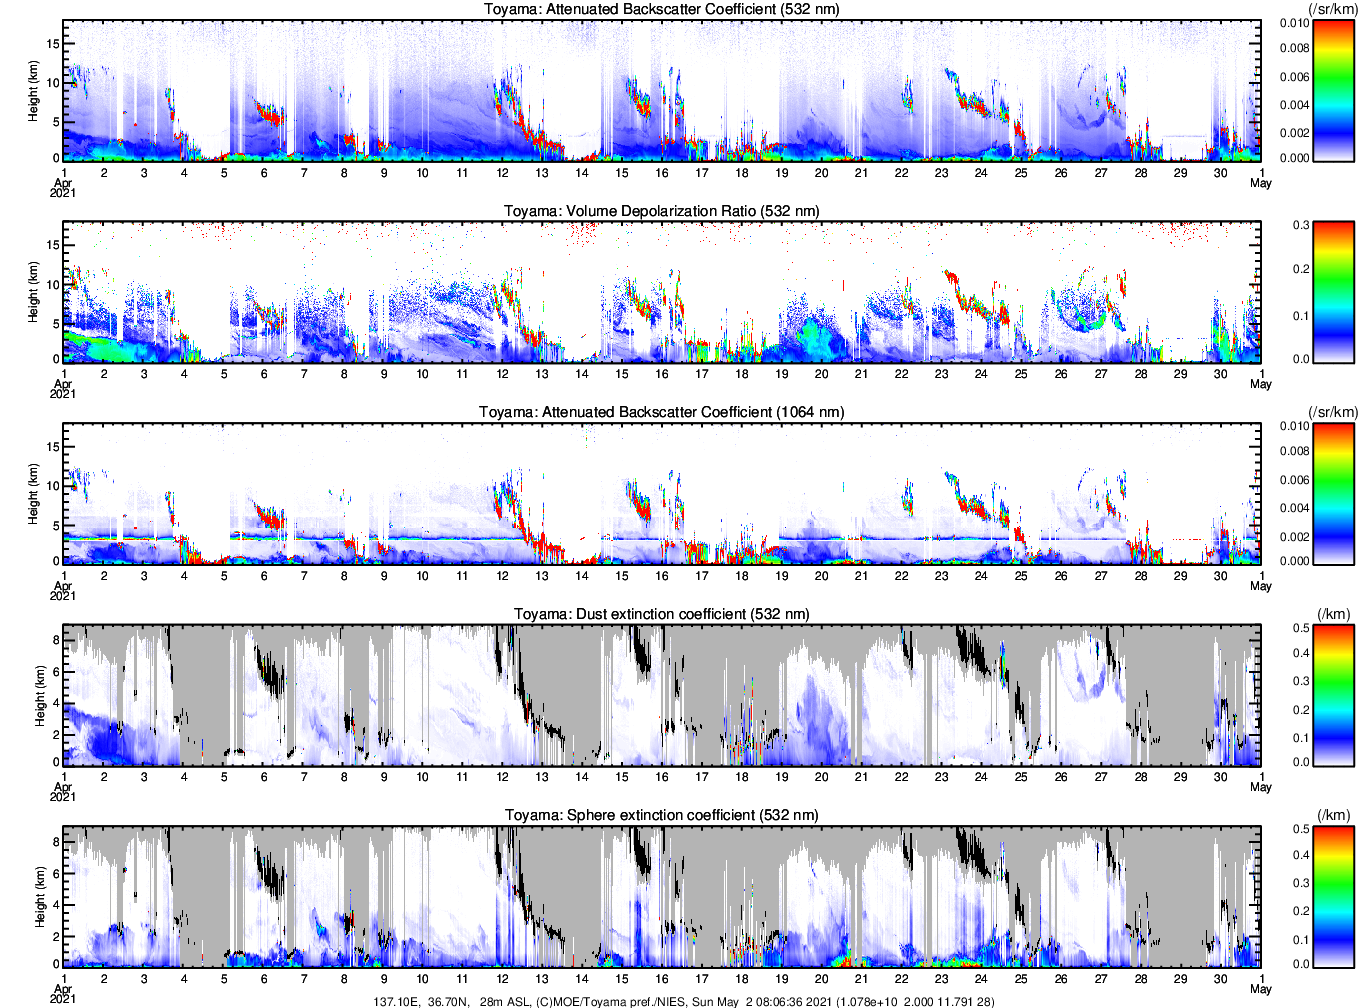 Toyama: Attenuated Backscatter Coefficient (532 nm)
(/sr/km)
Height (km)
15
10
5
0
0.010
0.008
0.006
0.004
0.002
0.000
1 2 3 4 5 6 7 8 9 10 11 12 13 14 15 16 17 18 19 20 21 22 23 24 25 26 27 28 29 30 1
Apr
2021
May
Toyama: Volume Depolarization Ratio (532 nm)
Height (km)
15
10
5
0
0.3
0.2
0.1
0.0
1 2 3 4 5 6 7 8 9 10 11 12 13 14 15 16 17 18 19 20 21 22 23 24 25 26 27 28 29 30 1
Apr
2021
May
Toyama: Attenuated Backscatter Coefficient (1064 nm)
(/sr/km)
Height (km)
15
10
5
0
0.010
0.008
0.006
0.004
0.002
0.000
1 2 3 4 5 6 7 8 9 10 11 12 13 14 15 16 17 18 19 20 21 22 23 24 25 26 27 28 29 30 1
Apr
2021
May
Toyama: Dust extinction coefficient (532 nm)
(/km)
Height (km)
8
6
4
2
0
0.5
0.4
0.3
0.2
0.1
0.0
1 2 3 4 5 6 7 8 9 10 11 12 13 14 15 16 17 18 19 20 21 22 23 24 25 26 27 28 29 30 1
Apr
2021
May
Toyama: Sphere extinction coefficient (532 nm)
(/km)
Height (km)
8
6
4
2
0
0.5
0.4
0.3
0.2
0.1
0.0
1 2 3 4 5 6 7 8 9 10 11 12 13 14 15 16 17 18 19 20 21 22 23 24 25 26 27 28 29 30 1
Apr
2021
May
137.10E, 36.70N, 28m ASL, (C)MOE/Toyama pref./NIES, Sun May 2 08:06:36 2021 (1.078e+10 2.000 11.791 28)